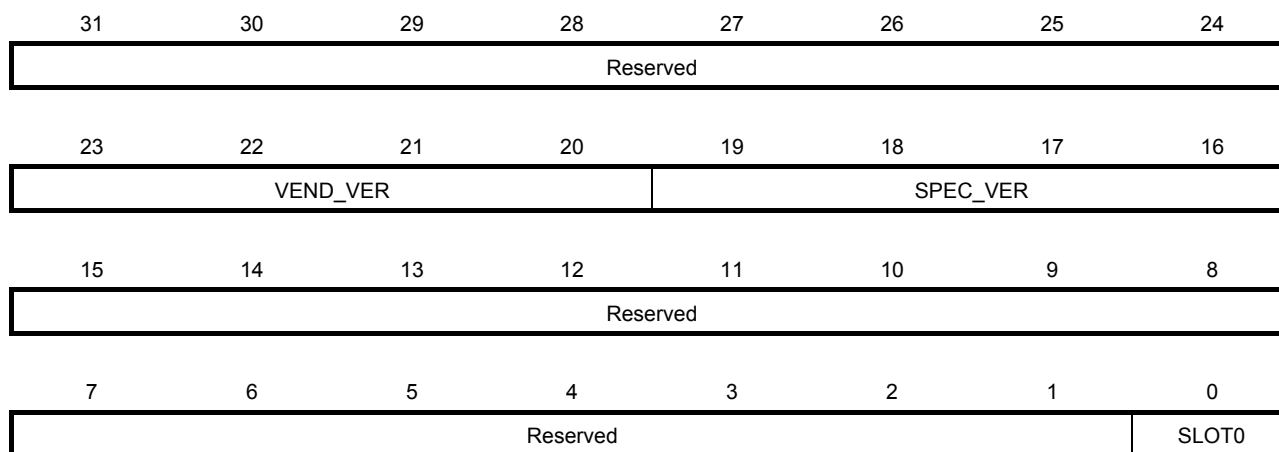 31 30 29 28 27 26 25 24
Reserved
23 22 21 20 19 18 17 16
VEND_VER SPEC_VER
15 14 13 12 11 10 9 8
Reserved
7 6 5 4 3 2 1 0
Reserved SLOT0